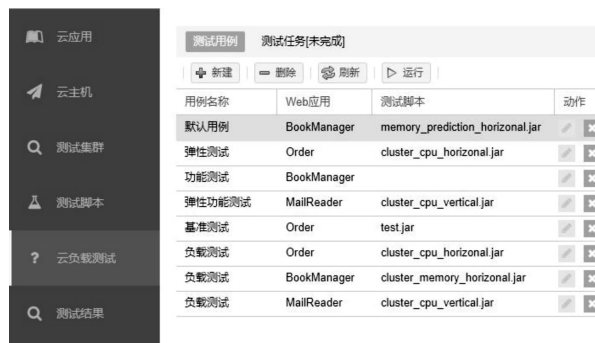 云应用
云主机
测试集群
测试脚本
云负载测试
测试结果
测试用例 测试任务[未完成]
新建 删除 刷新 运行
用例名称 Web应用 测试脚本 动作
默认用例 BookManager memory_prediction_horizonal.jar
弹性测试 Order cluster_cpu_horizonal.jar
功能测试 BookManager
弹性功能测试 MailReader cluster_cpu_vertical.jar
基准测试 Order test.jar
负载测试 Order cluster_cpu_horizonal.jar
负载测试 BookManager cluster_memory_horizonal.jar
负载测试 MailReader cluster_cpu_vertical.jar